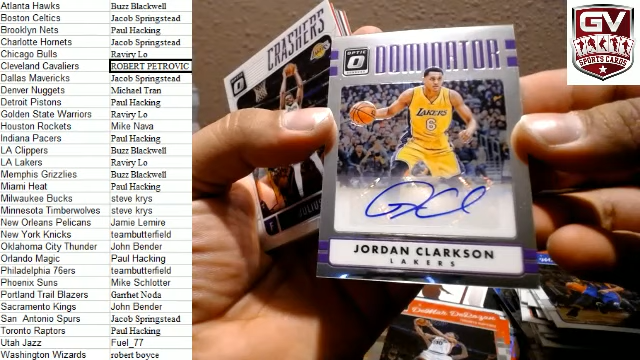 Atlanta Hawks Buzz Blackwell
Boston Celtics Jacob Springstead
Brooklyn Nets Paul Hacking
Charlotte Hornets Jacob Springstead
Chicago Bulls Raviry Lo
Cleveland Cavaliers ROBERT PETROVIC
Dallas Mavericks Jacob Springstead
Denver Nuggets Michael Tran
Detroit Pistons Paul Hacking
Golden State Warriors Raviry Lo
Houston Rockets Mike Nava
Indiana Pacers Paul Hacking
LA Clippers Buzz Blackwell
LA Lakers Raviry Lo
Memphis Grizzlies Buzz Blackwell
Miami Heat Paul Hacking
Milwaukee Bucks steve krys
Minnesota Timberwolves steve krys
New Orleans Pelicans Jamie Lemire
New York Knicks teambutterfield
Oklahoma City Thunder John Bender
Orlando Magic Paul Hacking
Philadelphia 76ers teambutterfield
Phoenix Suns Mike Schlotter
Portland Trail Blazers Garrhet Noda
Sacramento Kings John Bender
San Antonio Spurs Jacob Springstead
Toronto Raptors Paul Hacking
Utah Jazz Fuel_77
Washington Wizards robert boyce
CRASHERS
JULIUS
OPTIC
DOMINATOR
LAKERS
6
JORDAN CLARKSON
LAKERS
DeMar DeRozan
GV
SPORTS CARDS